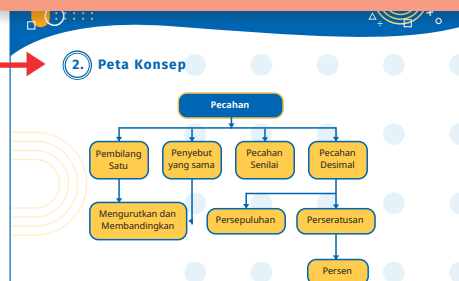 2. Peta Konsep
Pecahan
Pembilang
Satu
Penyebut
yang sama
Pecahan
Senilai
Pecahan
Desimal
Mengurutkan dan
Membandingkan
Persepuluhan
Perseratusan
Persen